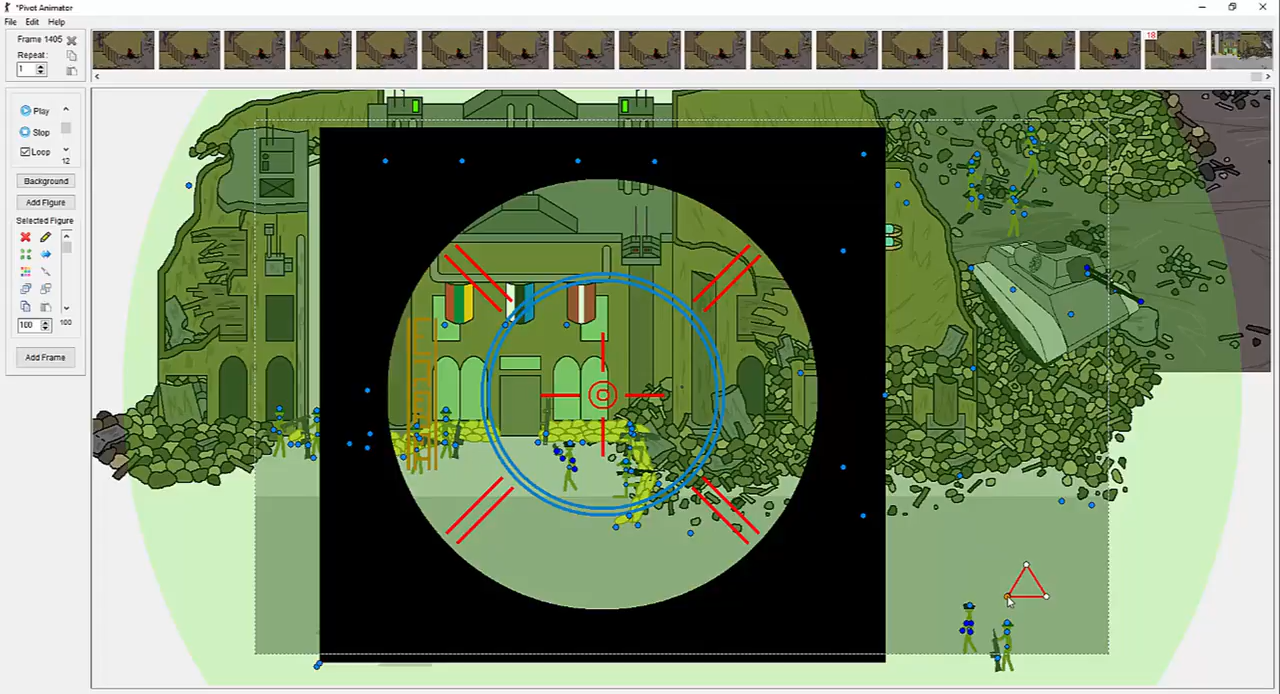 *Pivot Animator
File Edit Help
Frame 1405
Repeat:
1
18
Play
Stop
Loop
12
Background
Add Figure
Selected Figure
100
100
Add Frame